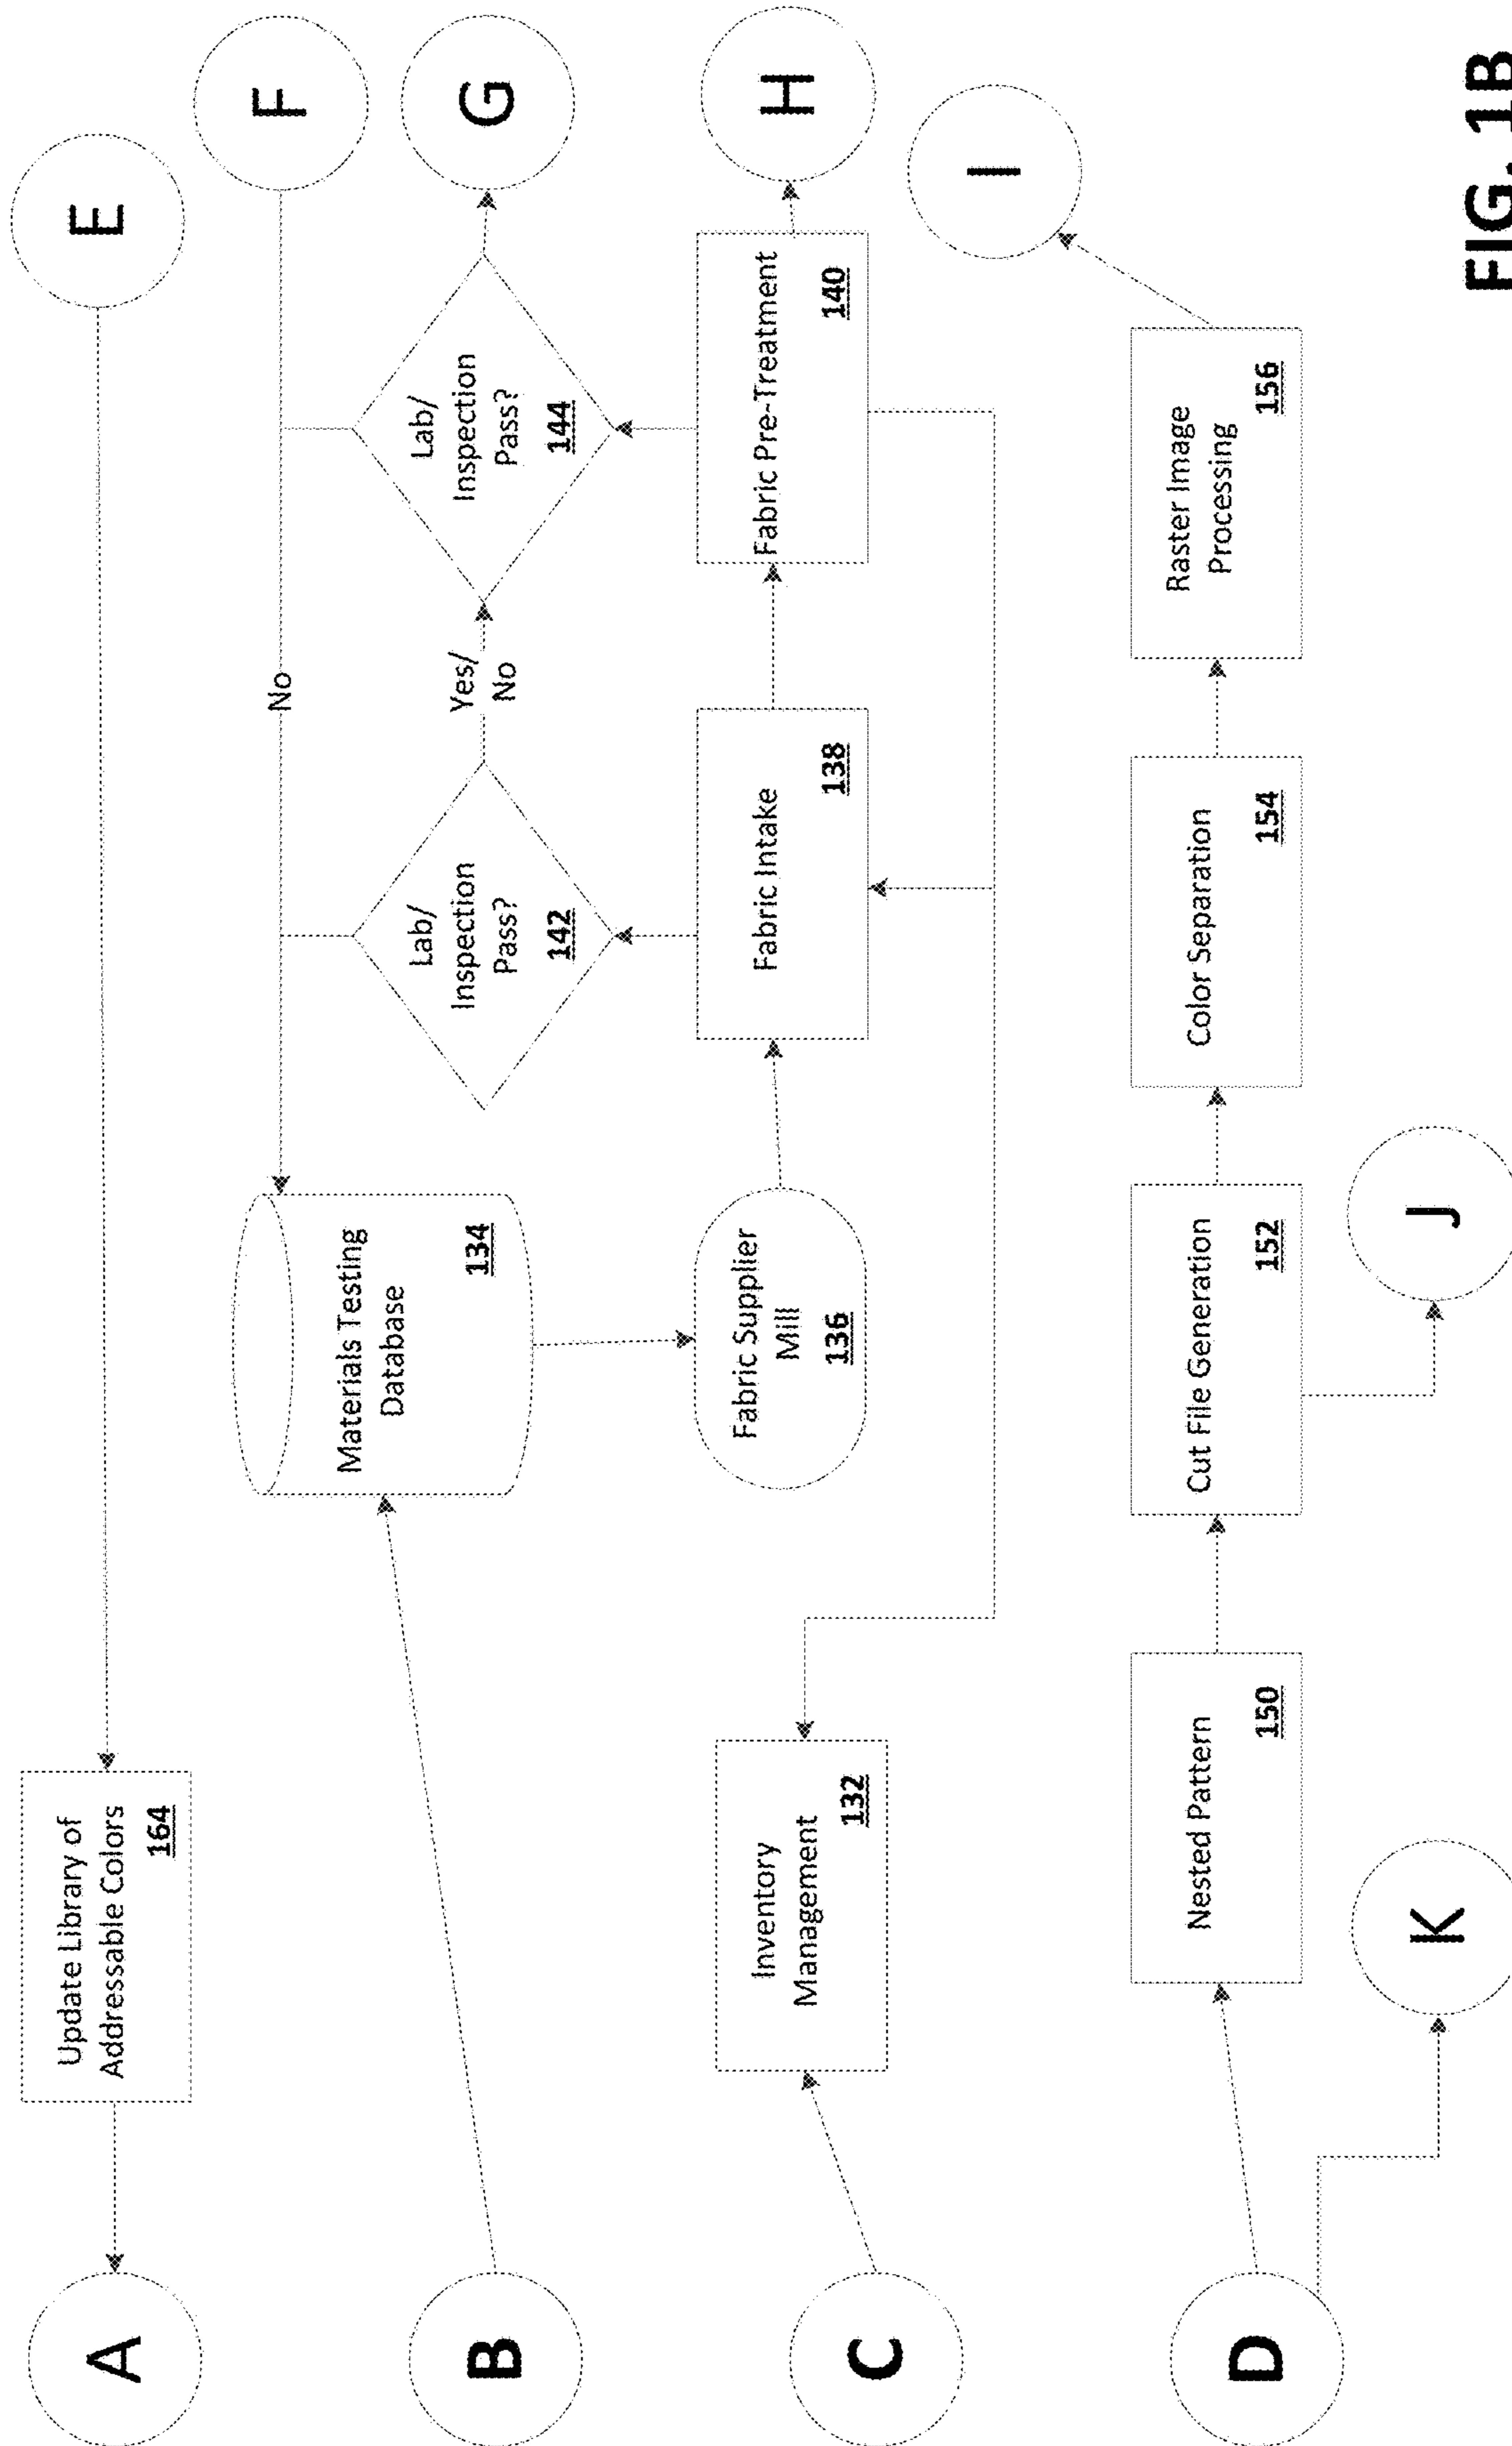 A
Update Library of
Addressable Colors
164
E
B
Materials Testing
Database
134
No
F
Lab/
Inspection
Pass?
142
Yes/
No
Lab/
Inspection
Pass?
144
G
C
Inventory
Management
132
Fabric Supplier
Mill
136
Fabric Intake
138
Fabric Pre-Treatment
140
H
I
D
Nested Pattern
150
Cut File Generation
152
Color Separation
154
Raster Image
Processing
156
K
J
FIG. 1B